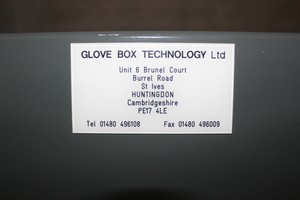 GLOVE BOX TECHNOLOGY Ltd
Unit 6 Brunel Court
Burrel Road
St Ives
HUNTINGDON
Cambridgeshire
PE17 4LE
Tel 01480 496108 Fax 01480 496009